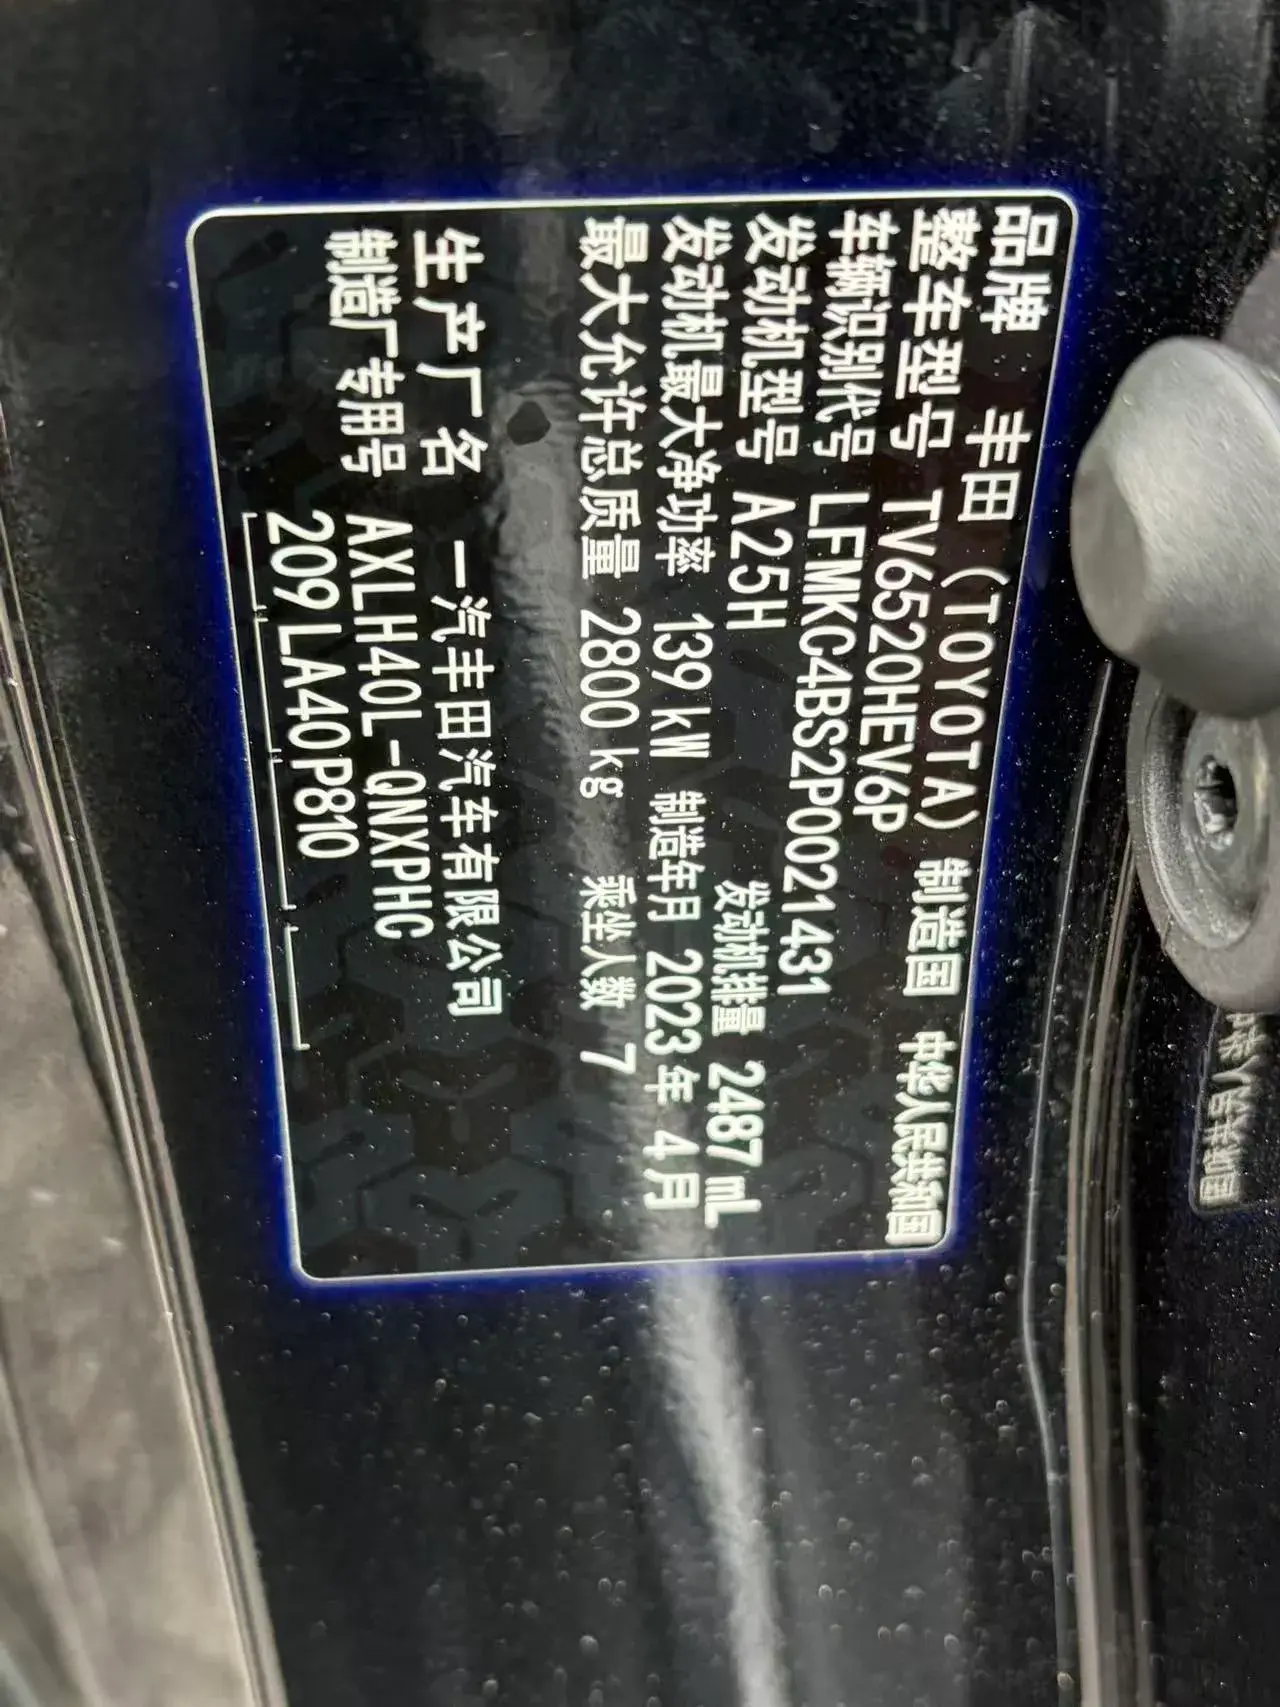 品牌 丰田（TOYOTA） 制造国 中华人民共和国
整车型号 TV6520HEV6P
车辆识别代号 LFMKC4BS2P0021431
发动机型号 A25H 发动机排量 2487 mL
发动机最大净功率 139 kW 制造年月 2023年 4月
最大允许总质量 2800 kg 乘坐人数 7
生产厂名 一汽丰田汽车有限公司
制造厂专用号 AXLH40L-QNXPHC
209 LA40P810